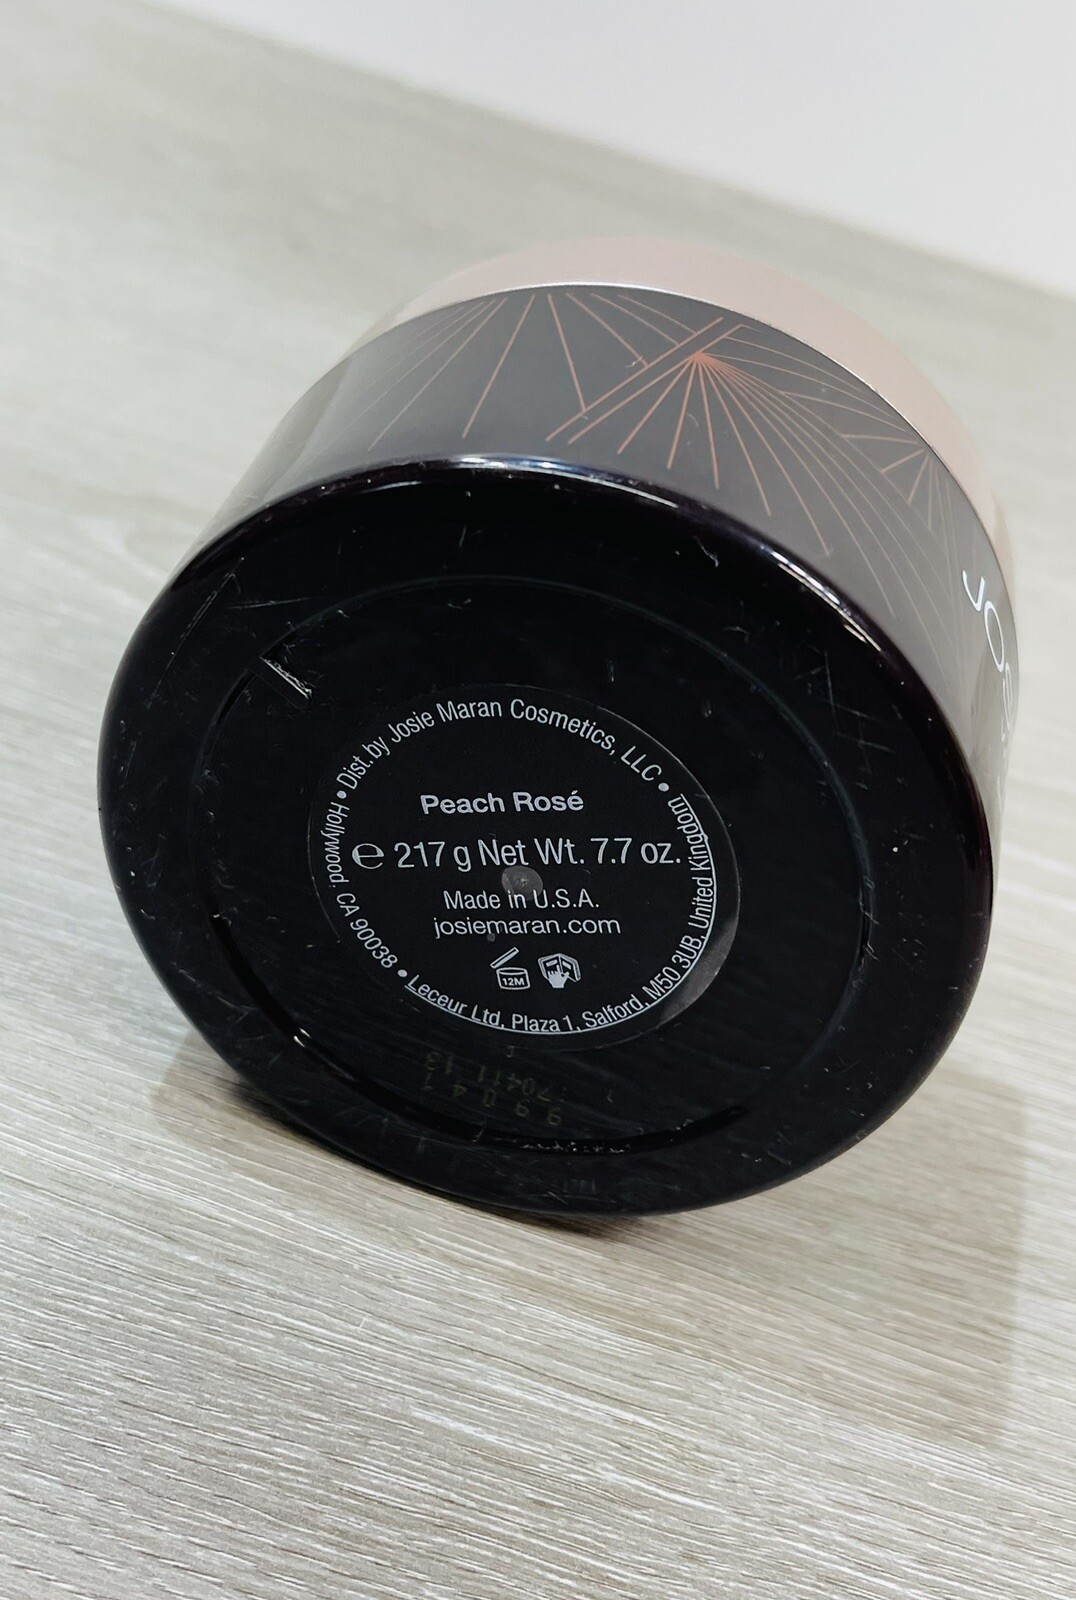 Dist. by Josie Maran Cosmetics, LLC •
Leceur Ltd, Plaza 1, Salford, M50 3UB, United Kingdom
• Hollywood, CA 90038 •
Peach Rosé
℮ 217 g Net Wt. 7.7 oz.
Made in U.S.A.
josiemaran.com
12M
99041